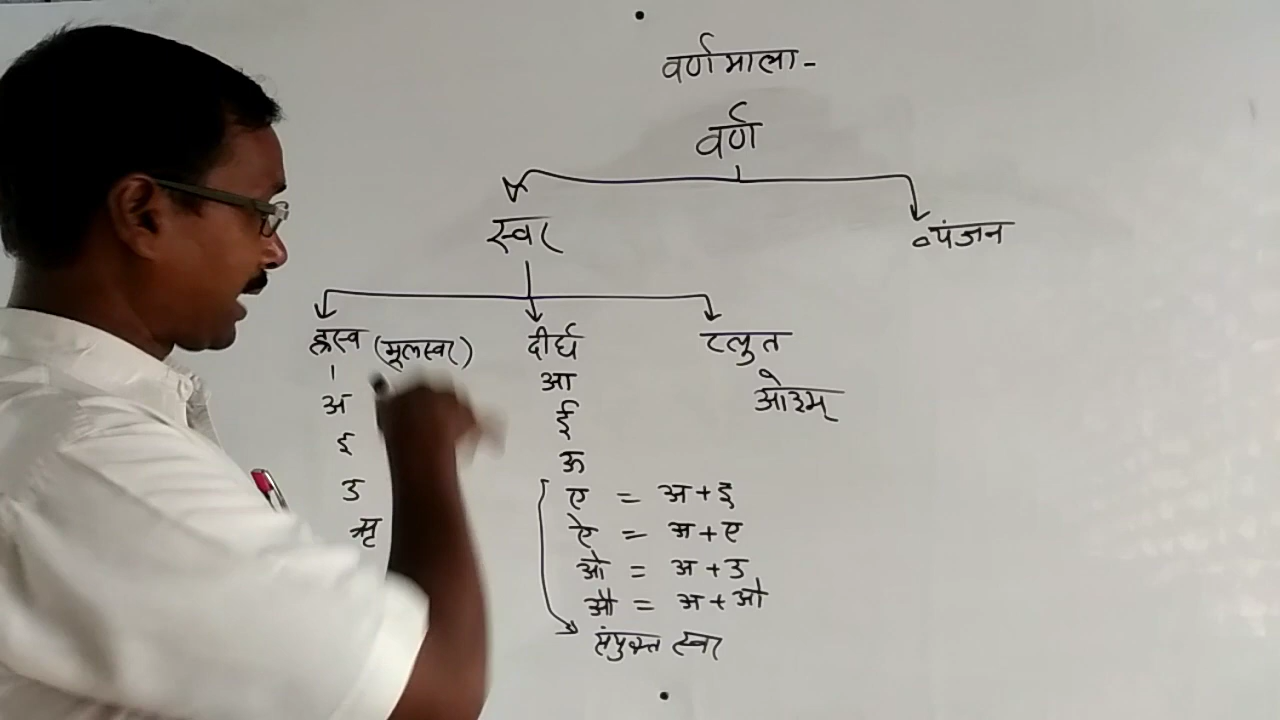 वर्णमाला-
वर्ण
स्वर
व्यंजन
ह्रस्व (मूलस्वर)
दीर्घ
प्लुत
अ
आ
ओ३म्
इ
ई
उ
ऊ
ऋ
ए = अ+इ
ऐ = अ+ए
ओ = अ+उ
औ = अ+ओ
संयुक्त स्वर